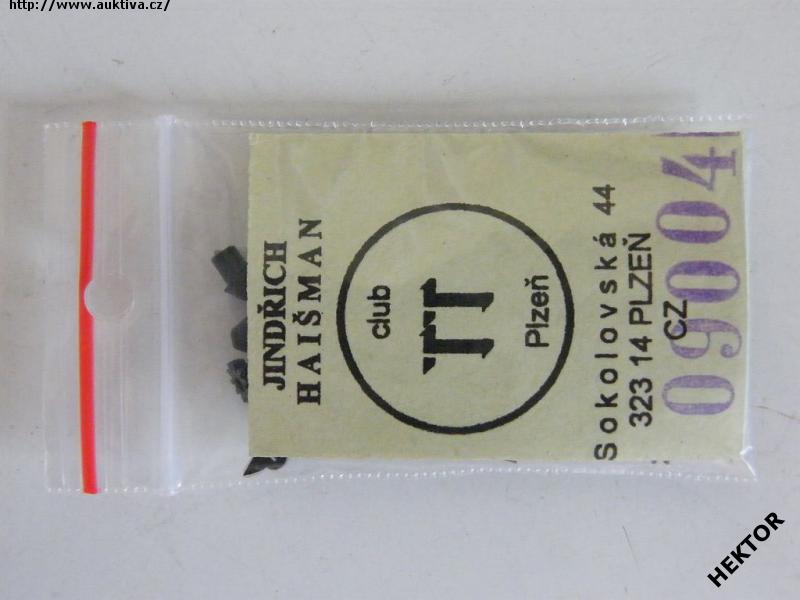 http://www.auktiva.cz/
JINDŘICH
HAIŠMAN
club
TT
Plzeň
Sokolovská 44
323 14 PLZEŇ
CZ
09004
HEKTOR